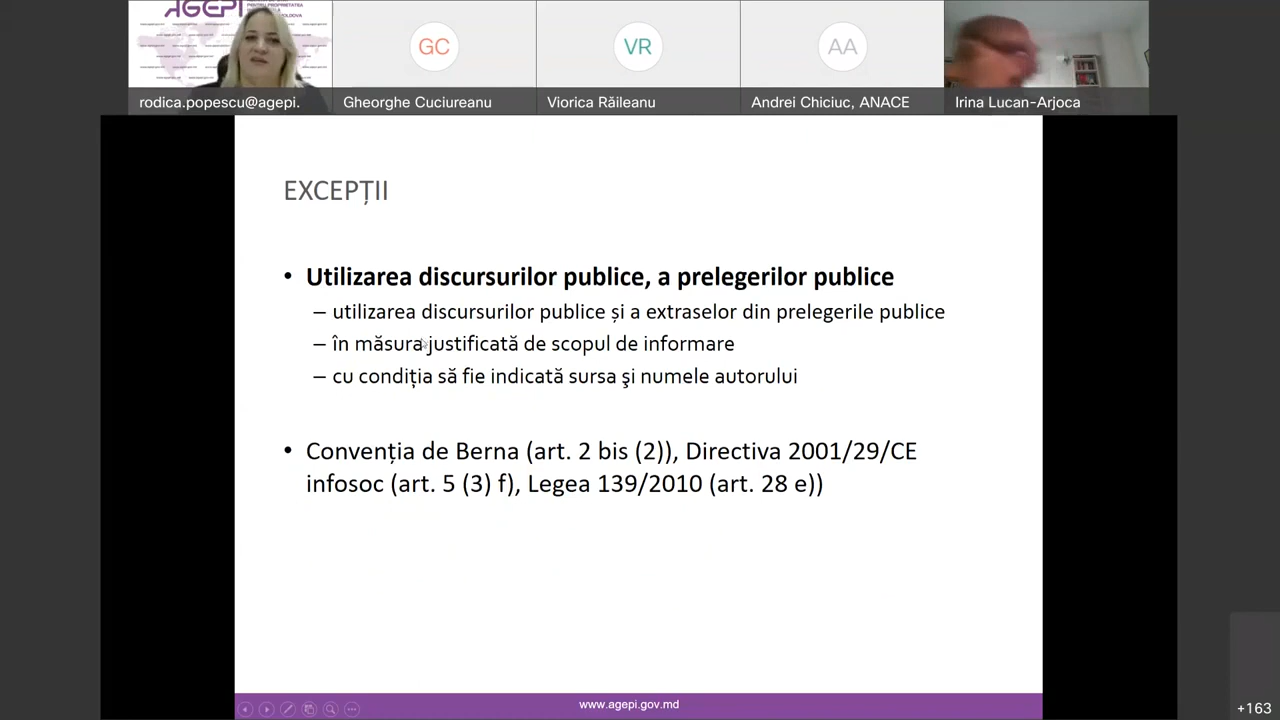 AGEPI
PENTRU PROPRIETATEA
rodica.popescu@agepi.
GC
Gheorghe Cuciureanu
VR
Viorica Răileanu
AA
Andrei Chiciuc, ANACE
Irina Lucan-Arjoca
EXCEPȚII
• Utilizarea discursurilor publice, a prelegerilor publice
– utilizarea discursurilor publice și a extraselor din prelegerile publice
– în măsura justificată de scopul de informare
– cu condiția să fie indicată sursa şi numele autorului
• Convenția de Berna (art. 2 bis (2)), Directiva 2001/29/CE
infosoc (art. 5 (3) f), Legea 139/2010 (art. 28 e))
www.agepi.gov.md
+163